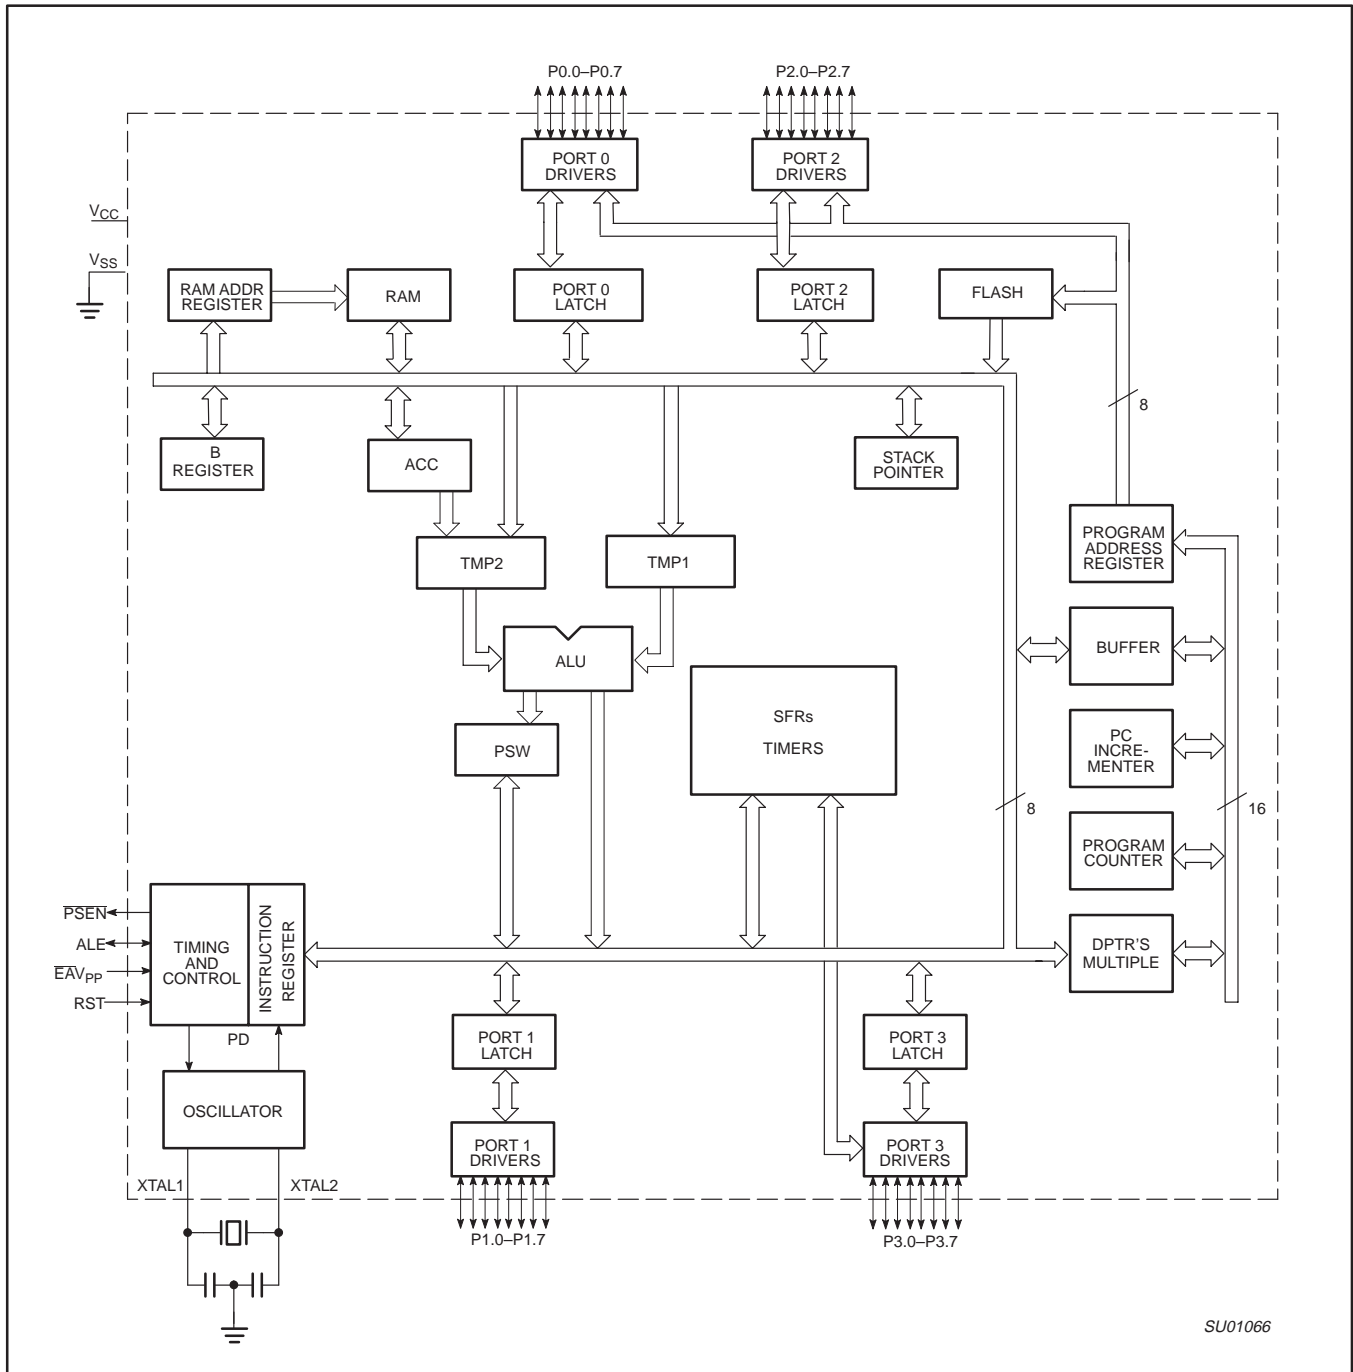 P0.0–P0.7
P2.0–P2.7
PORT 0
DRIVERS
PORT 2
DRIVERS
VCC
VSS
RAM ADDR
REGISTER
RAM
PORT 0
LATCH
PORT 2
LATCH
FLASH
8
B
REGISTER
ACC
STACK
POINTER
PROGRAM
ADDRESS
REGISTER
TMP2
TMP1
ALU
BUFFER
SFRs
TIMERS
PSW
PC
INCRE-
MENTER
8
16
PROGRAM
COUNTER
PSEN
ALE
EAVPP
RST
TIMING
AND
CONTROL
INSTRUCTION
REGISTER
DPTR'S
MULTIPLE
PD
PORT 1
LATCH
PORT 3
LATCH
OSCILLATOR
PORT 1
DRIVERS
PORT 3
DRIVERS
XTAL1
XTAL2
P1.0–P1.7
P3.0–P3.7
SU01066